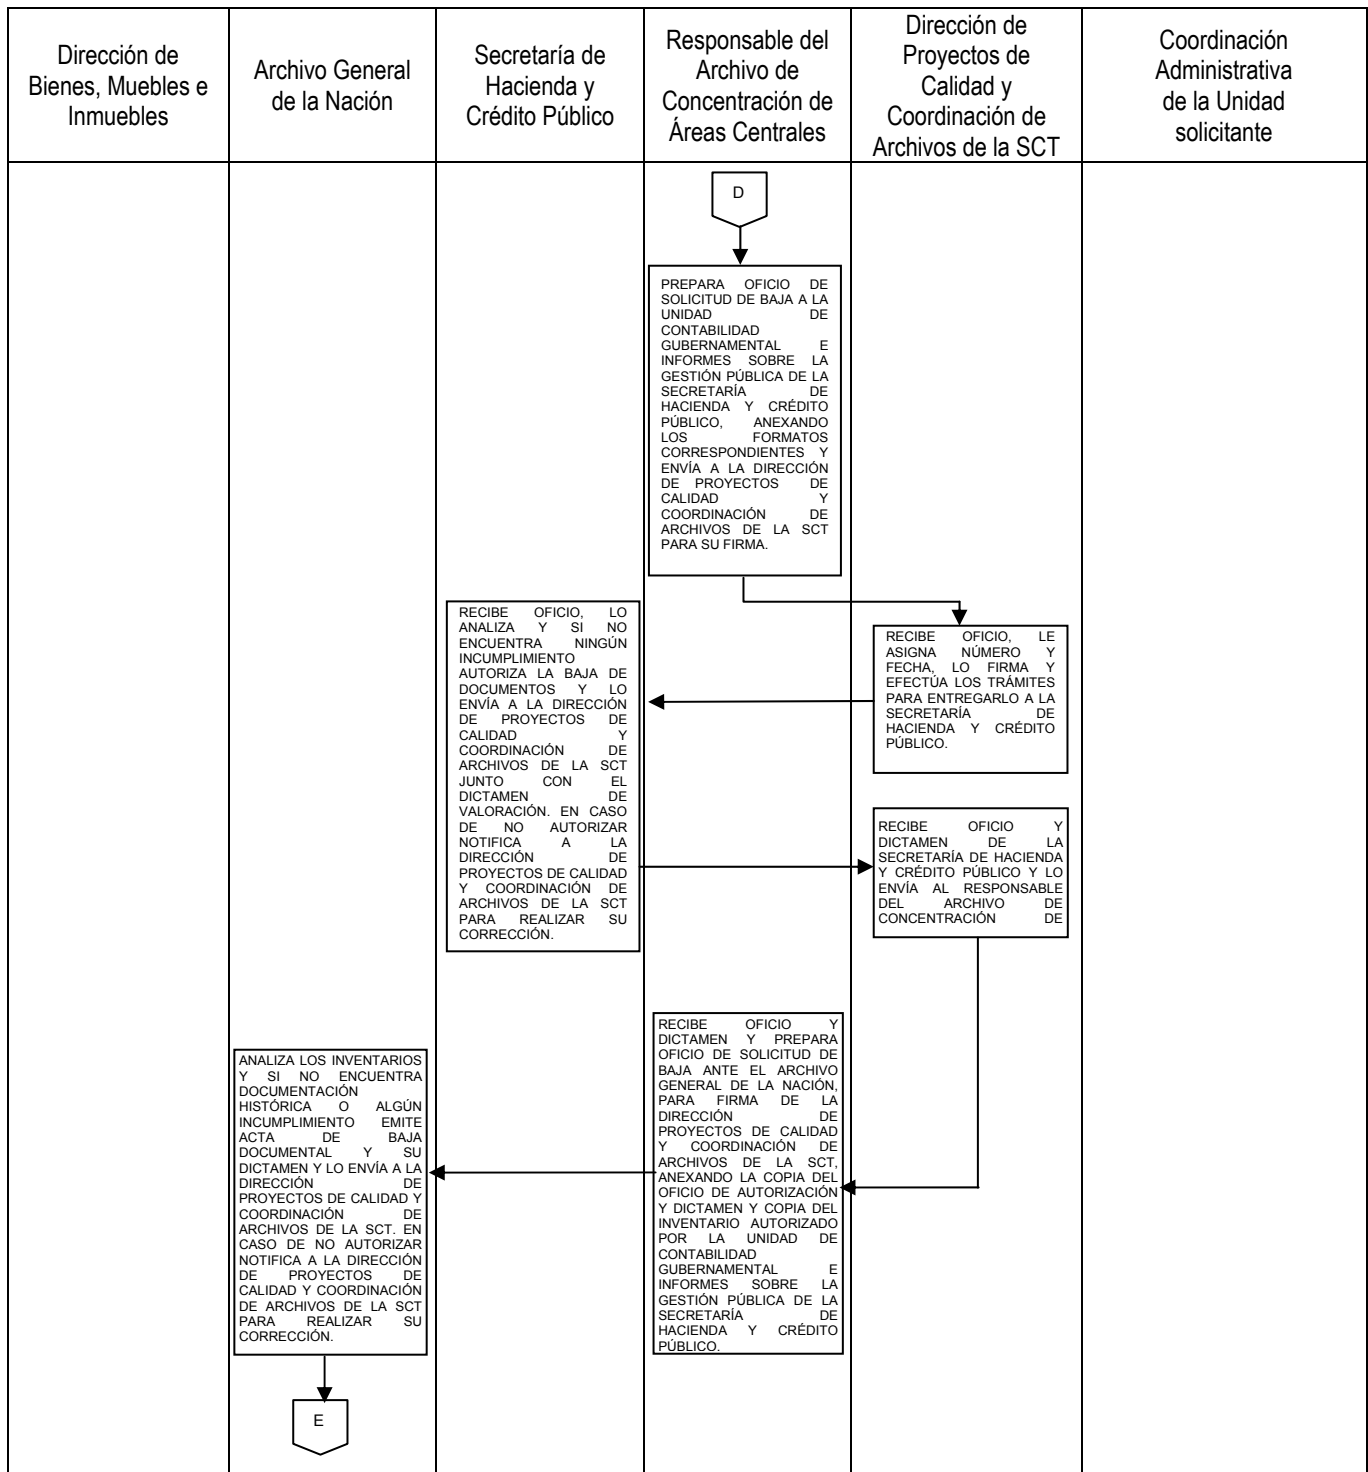 Dirección de
Bienes, Muebles e
Inmuebles
Archivo General
de la Nación
Secretaría de
Hacienda y
Crédito Público
Responsable del
Archivo de
Concentración de
Áreas Centrales
Dirección de
Proyectos de
Calidad y
Coordinación de
Archivos de la SCT
Coordinación
Administrativa
de la Unidad
solicitante
D
PREPARA OFICIO DE
SOLICITUD DE BAJA A LA
UNIDAD DE
CONTABILIDAD
GUBERNAMENTAL E
INFORMES SOBRE LA
GESTIÓN PÚBLICA DE LA
SECRETARÍA DE
HACIENDA Y CRÉDITO
PÚBLICO, ANEXANDO
LOS FORMATOS
CORRESPONDIENTES Y
ENVÍA A LA DIRECCIÓN
DE PROYECTOS DE
CALIDAD Y
COORDINACIÓN DE
ARCHIVOS DE LA SCT
PARA SU FIRMA.
RECIBE OFICIO, LE
ASIGNA NÚMERO Y
FECHA, LO FIRMA Y
EFECTÚA LOS TRÁMITES
PARA ENTREGARLO A LA
SECRETARÍA DE
HACIENDA Y CRÉDITO
PÚBLICO.
RECIBE OFICIO, LO
ANALIZA Y SI NO
ENCUENTRA NINGÚN
INCUMPLIMIENTO
AUTORIZA LA BAJA DE
DOCUMENTOS Y LO
ENVÍA A LA DIRECCIÓN
DE PROYECTOS DE
CALIDAD Y
COORDINACIÓN DE
ARCHIVOS DE LA SCT
JUNTO CON EL
DICTAMEN DE
VALORACIÓN. EN CASO
DE NO AUTORIZAR
NOTIFICA A LA
DIRECCIÓN DE
PROYECTOS DE CALIDAD
Y COORDINACIÓN DE
ARCHIVOS DE LA SCT
PARA REALIZAR SU
CORRECCIÓN.
RECIBE OFICIO Y
DICTAMEN DE LA
SECRETARÍA DE HACIENDA
Y CRÉDITO PÚBLICO Y LO
ENVÍA AL RESPONSABLE
DEL ARCHIVO DE
CONCENTRACIÓN DE
RECIBE OFICIO Y
DICTAMEN Y PREPARA
OFICIO DE SOLICITUD DE
BAJA ANTE EL ARCHIVO
GENERAL DE LA NACIÓN,
PARA FIRMA DE LA
DIRECCIÓN DE
PROYECTOS DE CALIDAD
Y COORDINACIÓN DE
ARCHIVOS DE LA SCT,
ANEXANDO LA COPIA DEL
OFICIO DE AUTORIZACIÓN
Y DICTAMEN Y COPIA DEL
INVENTARIO AUTORIZADO
POR LA UNIDAD DE
CONTABILIDAD
GUBERNAMENTAL E
INFORMES SOBRE LA
GESTIÓN PÚBLICA DE LA
SECRETARÍA DE
HACIENDA Y CRÉDITO
PÚBLICO.
ANALIZA LOS INVENTARIOS
Y SI NO ENCUENTRA
DOCUMENTACIÓN
HISTÓRICA O ALGÚN
INCUMPLIMIENTO EMITE
ACTA DE BAJA
DOCUMENTAL Y SU
DICTAMEN Y LO ENVÍA A LA
DIRECCIÓN DE
PROYECTOS DE CALIDAD Y
COORDINACIÓN DE
ARCHIVOS DE LA SCT. EN
CASO DE NO AUTORIZAR
NOTIFICA A LA DIRECCIÓN
DE PROYECTOS DE
CALIDAD Y COORDINACIÓN
DE ARCHIVOS DE LA SCT
PARA REALIZAR SU
CORRECCIÓN.
E